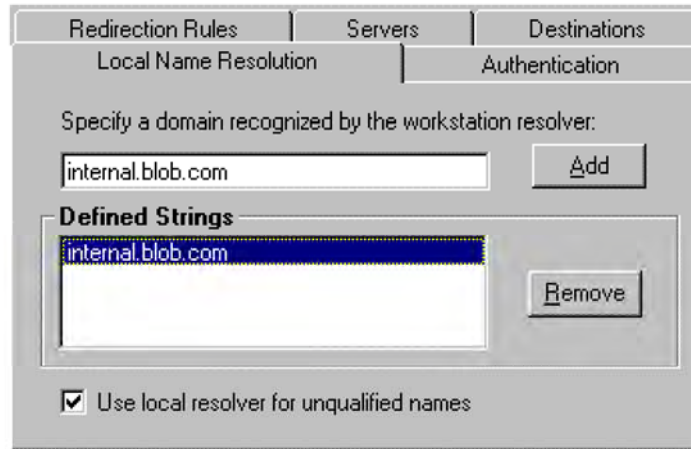 Redirection Rules Servers Destinations
Local Name Resolution Authentication
Specify a domain recognized by the workstation resolver:
internal.blob.com Add
Defined Strings
internal.blob.com
Remove
Use local resolver for unqualified names